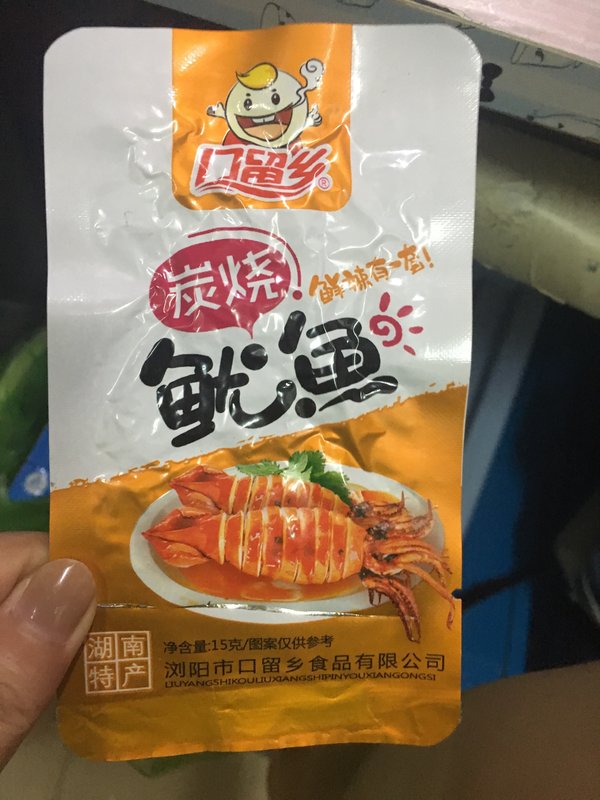 口留乡®
炭烧
鲜辣有一套!
鱿鱼
湖南
特产
净含量:15克/图案仅供参考
浏阳市口留乡食品有限公司
LIUYANGSHIKOULIUXIANGSHIPINYOUXIANGONGSI